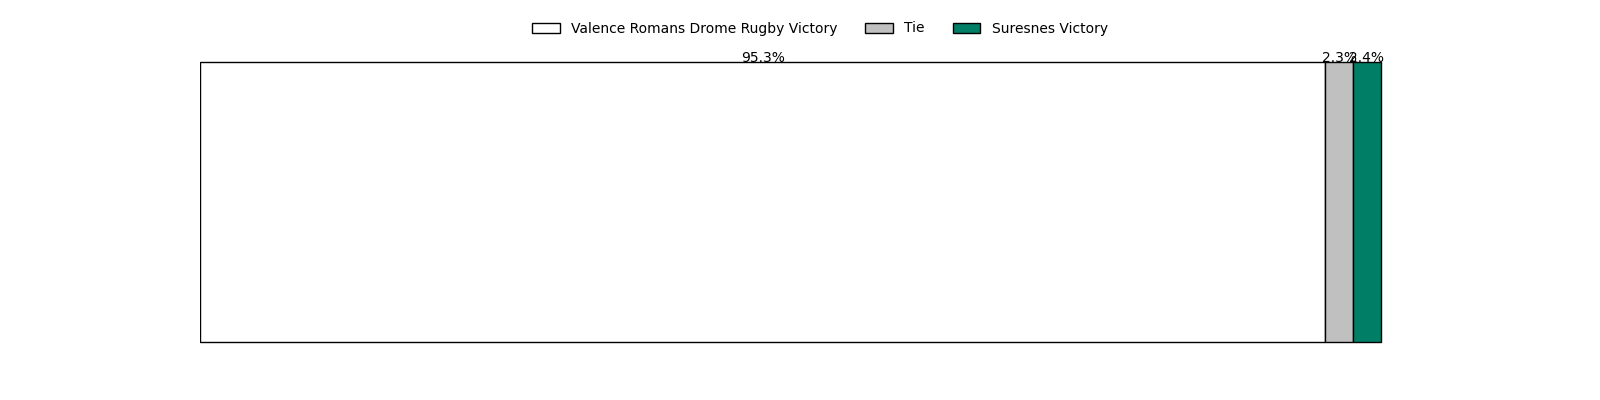 Valence Romans Drome Rugby Victory Tie Suresnes Victory
95.3% 2.3% 2.4%